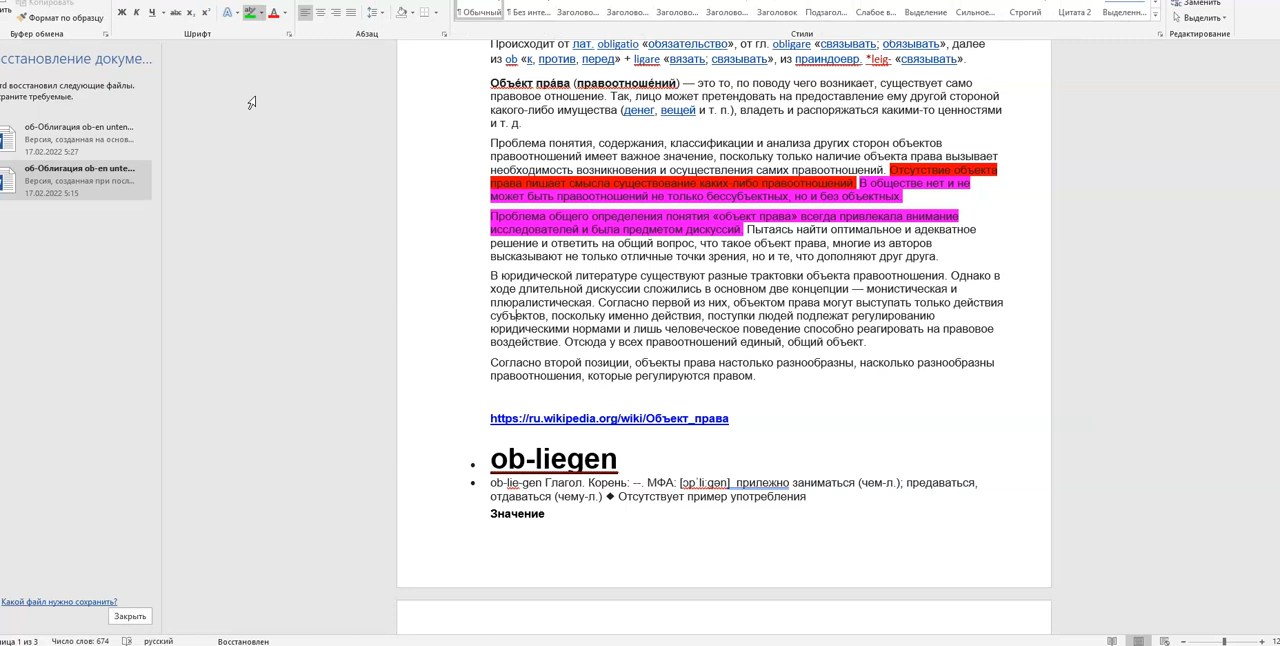 Копировать
Формат по образцу
Буфер обмена
Ж К Ч abc x₂ x²
Шрифт
Абзац
¶ Обычный ¶ Без инте... Заголово... Заголово... Заголово... Заголово... Заголовок Подзагол... Слабое в... Выделение Сильное... Строгий Цитата 2 Выделенн...
Стили
Заменить
Выделить
Редактирование
сстановление докуме...
rd восстановил следующие файлы.
раните требуемые.
об-Облигация ob-en unten...
Версия, созданная на основ...
17.02.2022 5:27
об-Облигация ob-en unte...
Версия, созданная при посл...
17.02.2022 5:15
Происходит от лат. obligatio «обязательство», от гл. obligare «связывать; обязывать», далее
из ob «к, против, перед» + ligare «вязать; связывать», из праиндоевр. *leig- «связывать».
Объе́кт пра́ва (правоотноше́ний) — это то, по поводу чего возникает, существует само
правовое отношение. Так, лицо может претендовать на предоставление ему другой стороной
какого-либо имущества (денег, вещей и т. п.), владеть и распоряжаться какими-то ценностями
и т. д.
Проблема понятия, содержания, классификации и анализа других сторон объектов
правоотношений имеет важное значение, поскольку только наличие объекта права вызывает
необходимость возникновения и осуществления самих правоотношений. Отсутствие объекта
права лишает смысла существование каких-либо правоотношений. В обществе нет и не
может быть правоотношений не только бессубъектных, но и без объектных.
Проблема общего определения понятия «объект права» всегда привлекала внимание
исследователей и была предметом дискуссий. Пытаясь найти оптимальное и адекватное
решение и ответить на общий вопрос, что такое объект права, многие из авторов
высказывают не только отличные точки зрения, но и те, что дополняют друг друга.
В юридической литературе существуют разные трактовки объекта правоотношения. Однако в
ходе длительной дискуссии сложились в основном две концепции — монистическая и
плюралистическая. Согласно первой из них, объектом права могут выступать только действия
субъектов, поскольку именно действия, поступки людей подлежат регулированию
юридическими нормами и лишь человеческое поведение способно реагировать на правовое
воздействие. Отсюда у всех правоотношений единый, общий объект.
Согласно второй позиции, объекты права настолько разнообразны, насколько разнообразны
правоотношения, которые регулируются правом.
https://ru.wikipedia.org/wiki/Объект_права
• ob-liegen
• ob-lie-gen Глагол. Корень: --. МФА: [ɔpˈliːɡən] прилежно заниматься (чем-л.); предаваться,
отдаваться (чему-л.) ◆ Отсутствует пример употребления
Значение
Какой файл нужно сохранить?
Закрыть
ница 1 из 3 Число слов: 674 русский Восстановлен
12